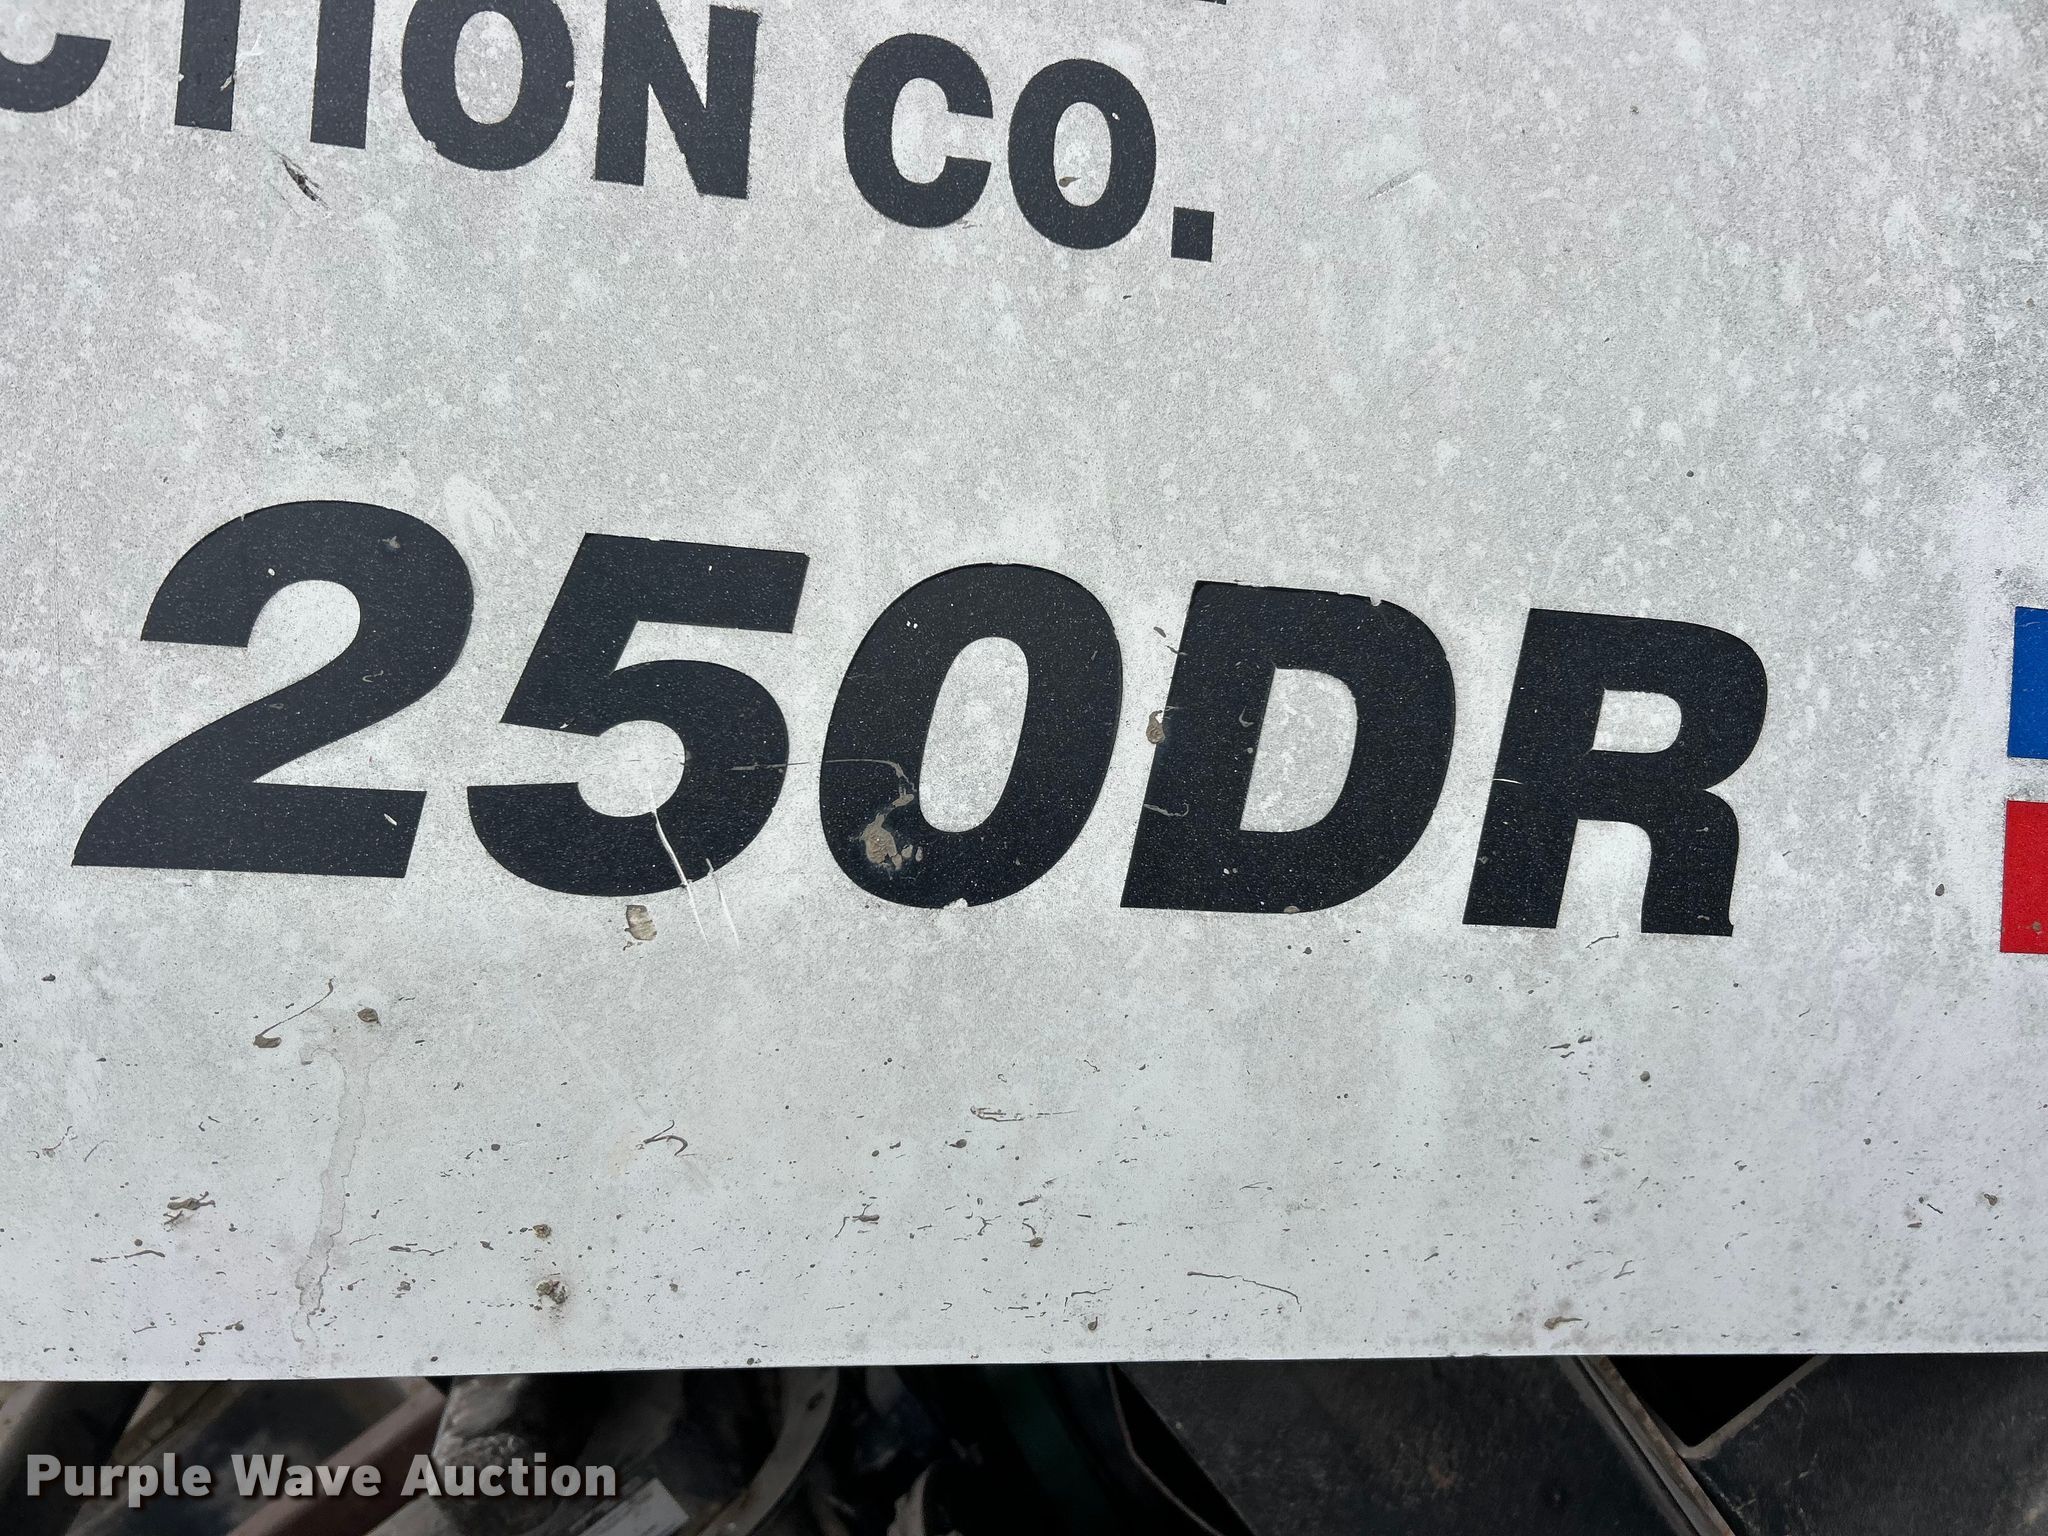 CTION CO.
250DR
Purple Wave Auction